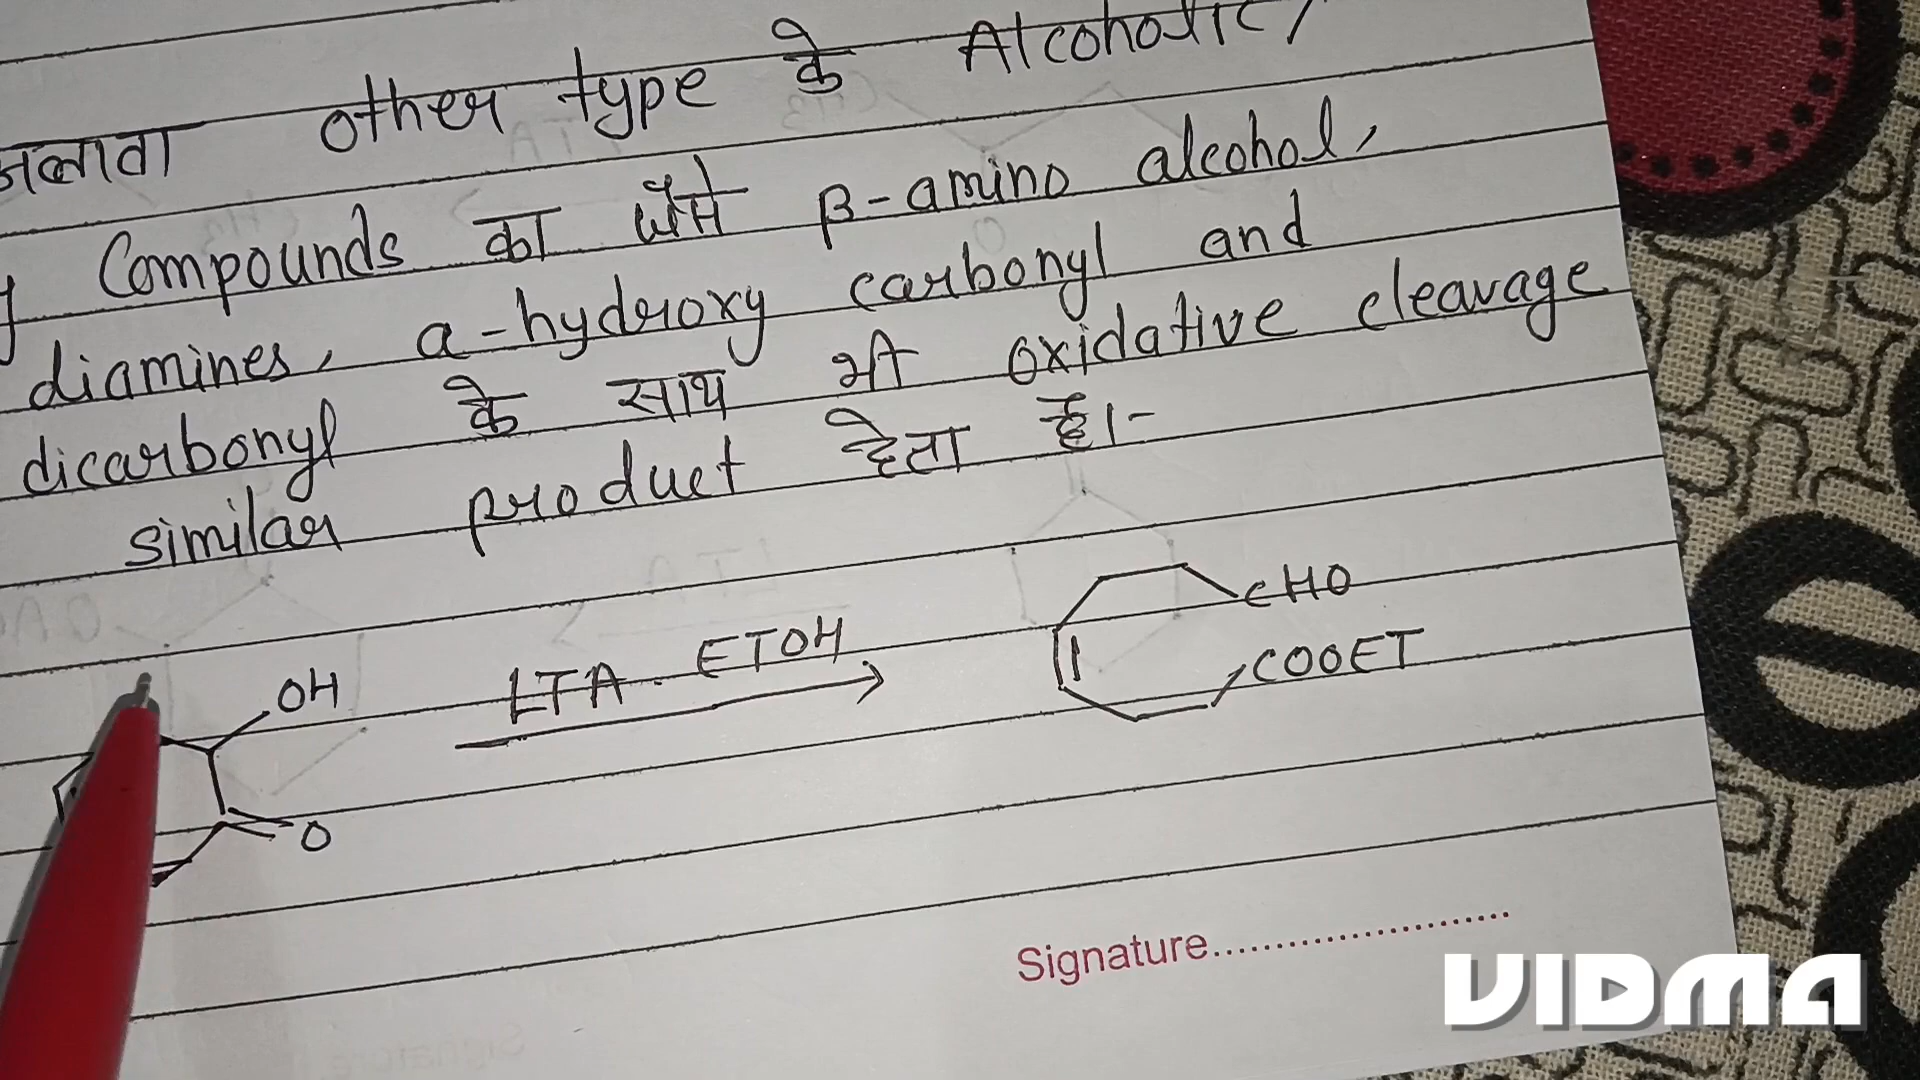 other type के Alcoholic,
Compounds का जैसे β-amino alcohol,
diamines, α-hydroxy carbonyl and
dicarbonyl के साथ भी oxidative cleavage
similar product देता है।-
OH
O
LTA. ETOH
CHO
COOET
Signature
VIDMA